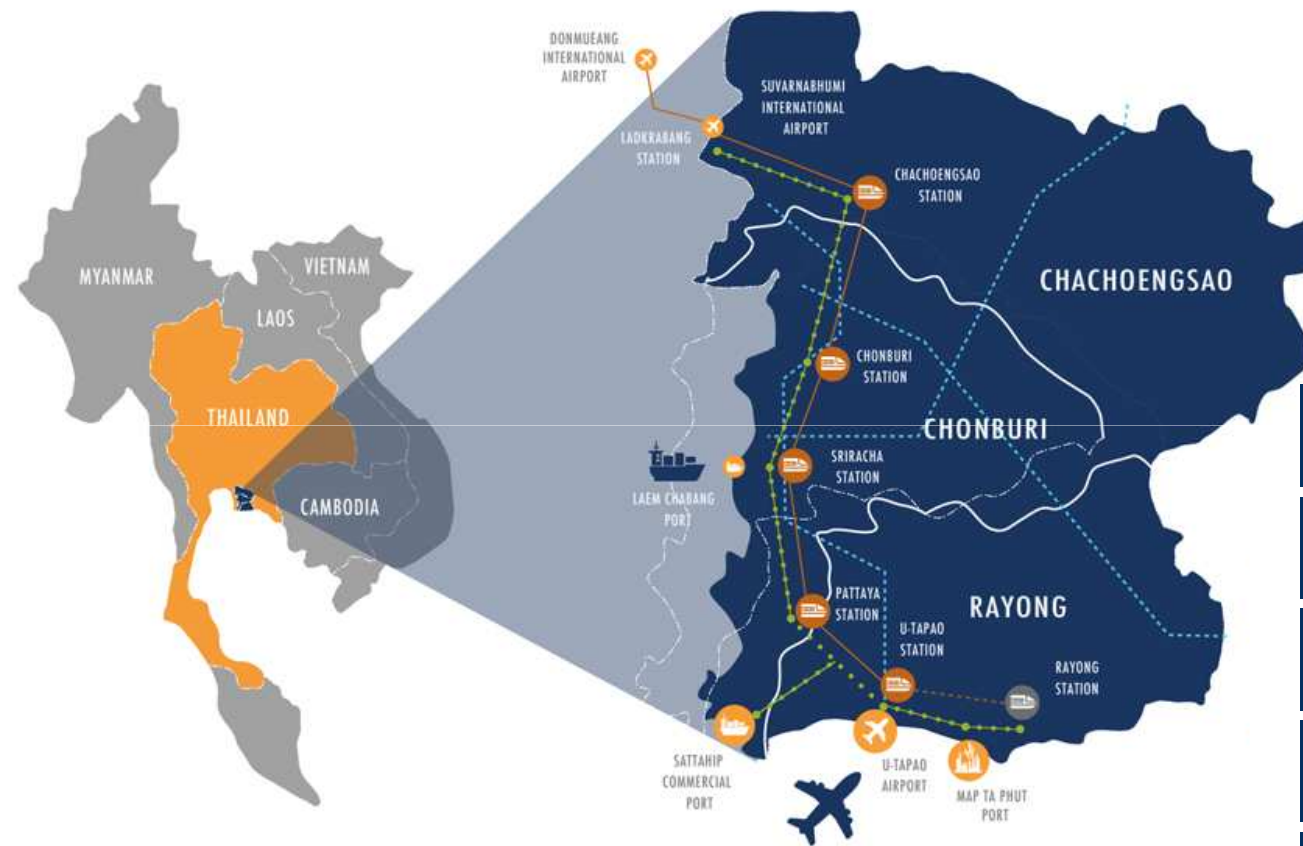 DONMUEANG
INTERNATIONAL
AIRPORT
SUVARNABHUMI
INTERNATIONAL
AIRPORT
LADKRABANG
STATION
CHACHOENGSAO
STATION
MYANMAR
VIETNAM
LAOS
CHACHOENGSAO
THAILAND
CHONBURI
STATION
CHONBURI
CAMBODIA
SRIRACHA
STATION
LAEM CHABANG
PORT
PATTAYA
STATION
RAYONG
U-TAPAO
STATION
RAYONG
STATION
SATTAHIP
COMMERCIAL
PORT
U-TAPAO
AIRPORT
MAP TA PHUT
PORT